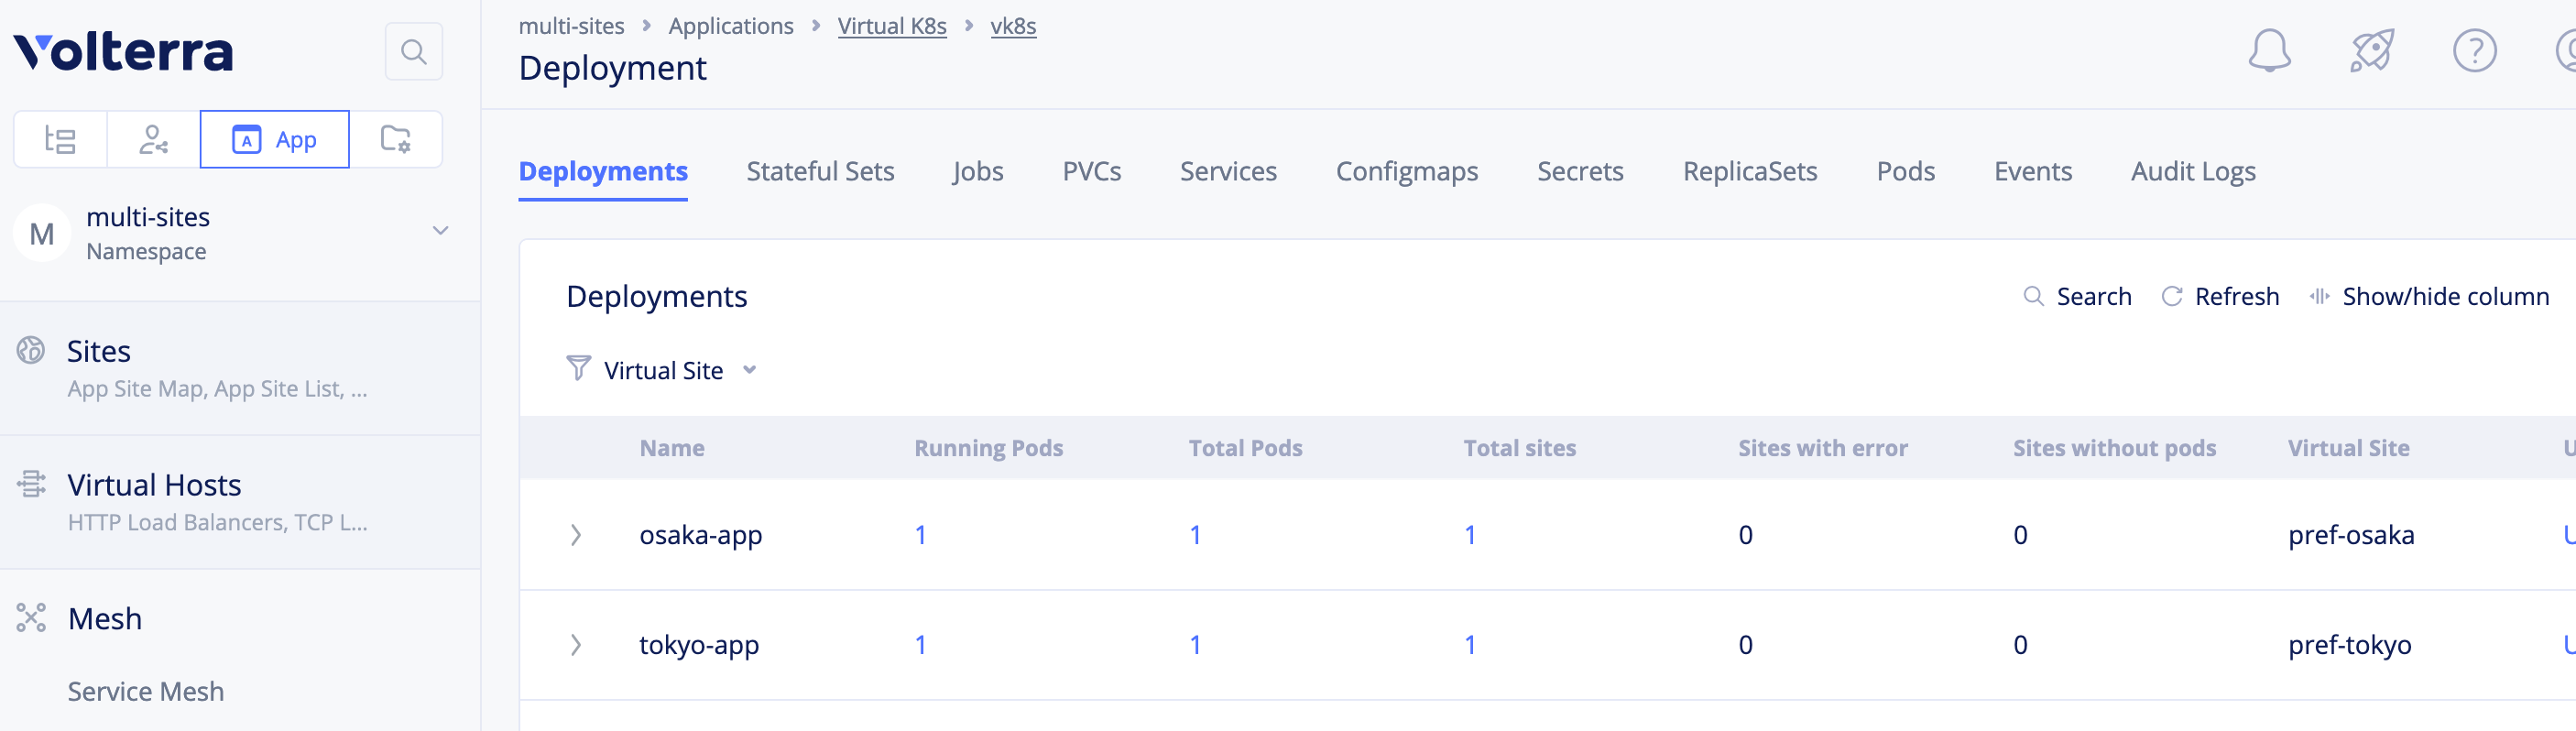 Volterra
App
M
multi-sites
Namespace
Sites
App Site Map, App Site List, ...
Virtual Hosts
HTTP Load Balancers, TCP L...
Mesh
Service Mesh
multi-sites > Applications > Virtual K8s > vk8s
Deployment
Deployments Stateful Sets Jobs PVCs Services Configmaps Secrets ReplicaSets Pods Events Audit Logs
Deployments
Search Refresh Show/hide column
Virtual Site
Name Running Pods Total Pods Total sites Sites with error Sites without pods Virtual Site
osaka-app 1 1 1 0 0 pref-osaka
tokyo-app 1 1 1 0 0 pref-tokyo